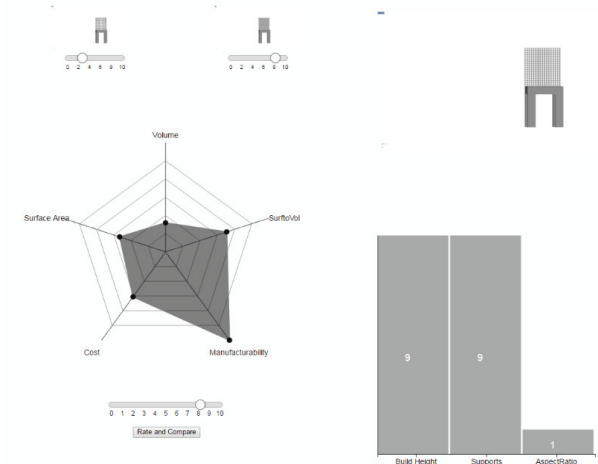 0 2 4 6 8 10
0 2 4 6 8 10
Volume
Surface Area
SurftoVol
Cost
Manufacturability
0 1 2 3 4 5 6 7 8 9 10
Rate and Compare
9
9
1
Build Height
Supports
AspectRatio